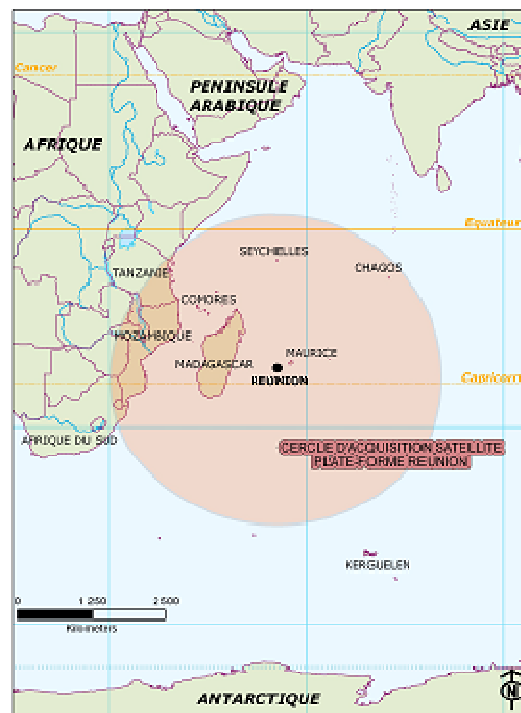 ASIE
Cancer
PENINSULE
ARABIQUE
AFRIQUE
Equateur
SEYCHELLES
CHAGOS
TANZANIE
COMORES
MOZAMBIQUE
MAURICE
MADAGASCAR
REUNION
Capricorn
AFRIQUE DU SUD
CERCLE D'ACQUISITION SATELLITE
PLATE-FORME REUNION
KERGUELEN
0 1 250 2 500
Kilometers
ANTARCTIQUE
N